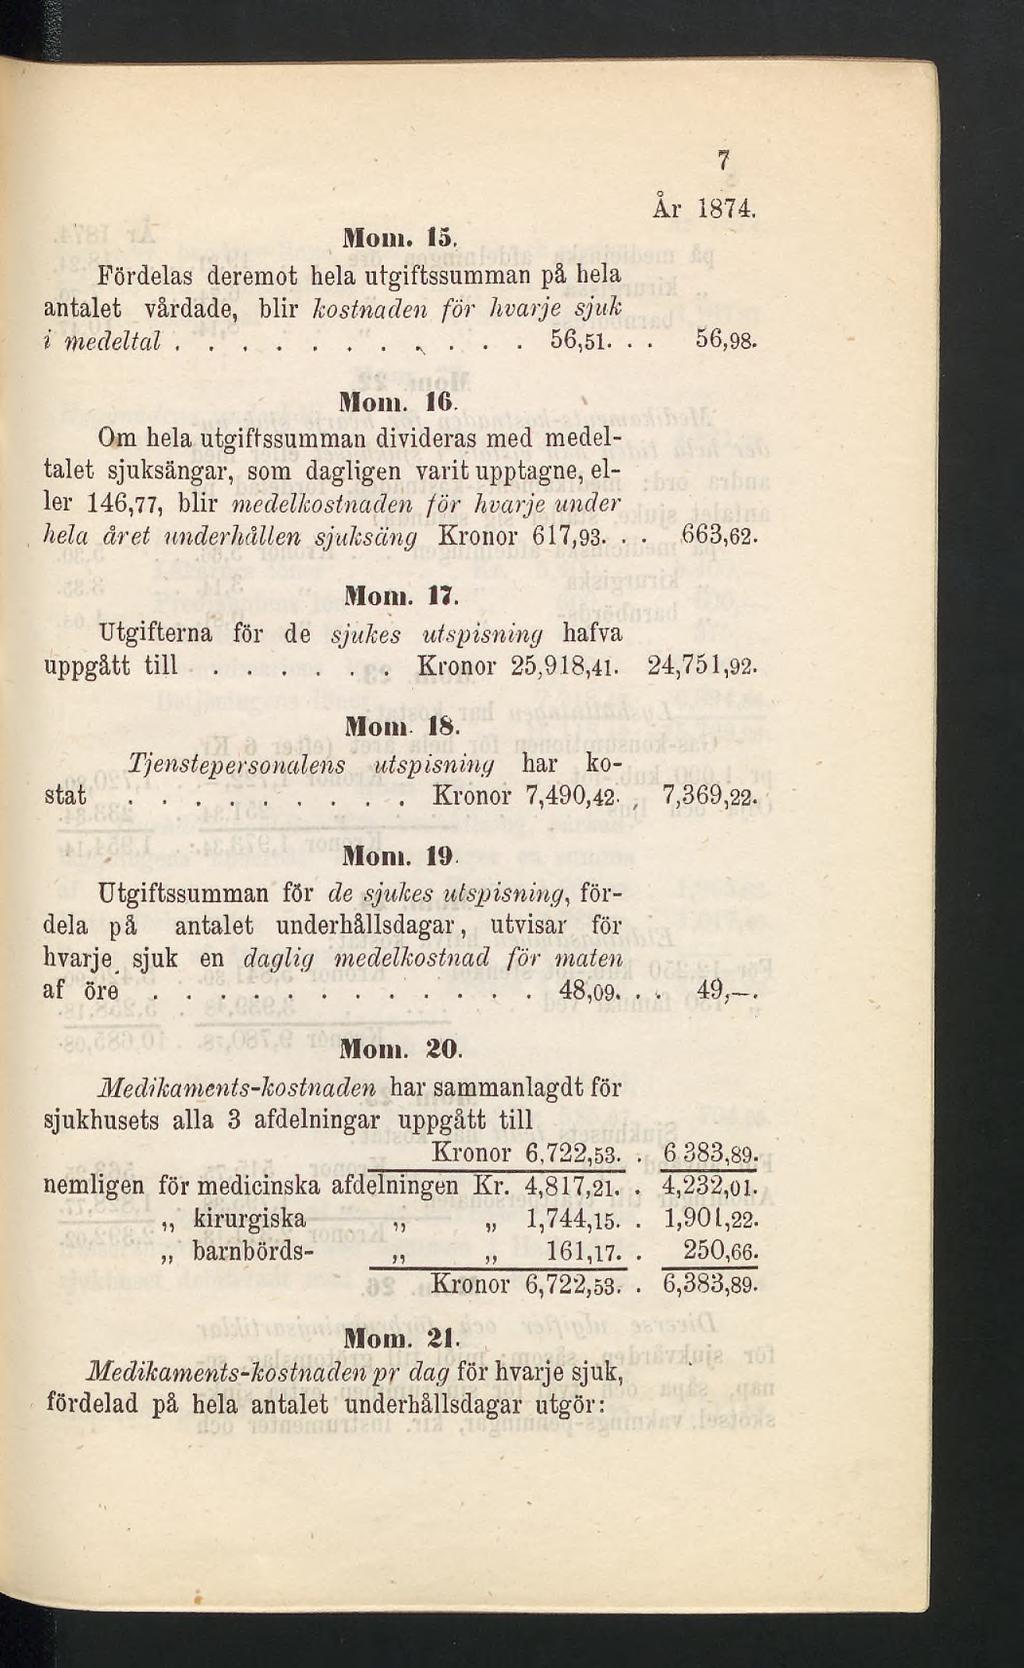 7
År 1874.
Mom. 15.
Fördelas deremot hela utgiftssumman på hela
antalet vårdade, blir kostnaden för hvarje sjuk
i medeltal . . . . . . . . . . . 56,51. . . 56,98.
Mom. 16.
Om hela utgiftssumman divideras med medel-
talet sjuksängar, som dagligen varit upptagne, el-
ler 146,77, blir medelkostnaden för hvarje under
hela året underhållen sjuksäng Kronor 617,93. . . 663,62.
Mom. 17.
Utgifterna för de sjukes utspisning hafva
uppgått till . . . . . . Kronor 25,918,41. 24,751,92.
Mom. 18.
Tjenstepersonalens utspisning har ko-
stat . . . . . . . . . Kronor 7,490,42. . 7,369,22.
Mom. 19.
Utgiftssumman för de sjukes utspisning, för-
dela på antalet underhållsdagar, utvisar för
hvarje sjuk en daglig medelkostnad för maten
af öre . . . . . . . . . . . . 48,09. . . 49,—.
Mom. 20.
Medikaments-kostnaden har sammanlagdt för
sjukhusets alla 3 afdelningar uppgått till
Kronor 6,722,53. . 6 383,89.
nemligen för medicinska afdelningen Kr. 4,817,21. . 4,232,01.
„ kirurgiska „ „ 1,744,15. . 1,901,22.
„ barnbörds- „ „ 161,17. . 250,66.
Kronor 6,722,53. . 6,383,89.
Mom. 21.
Medikaments-kostnaden pr dag för hvarje sjuk,
fördelad på hela antalet underhållsdagar utgör: